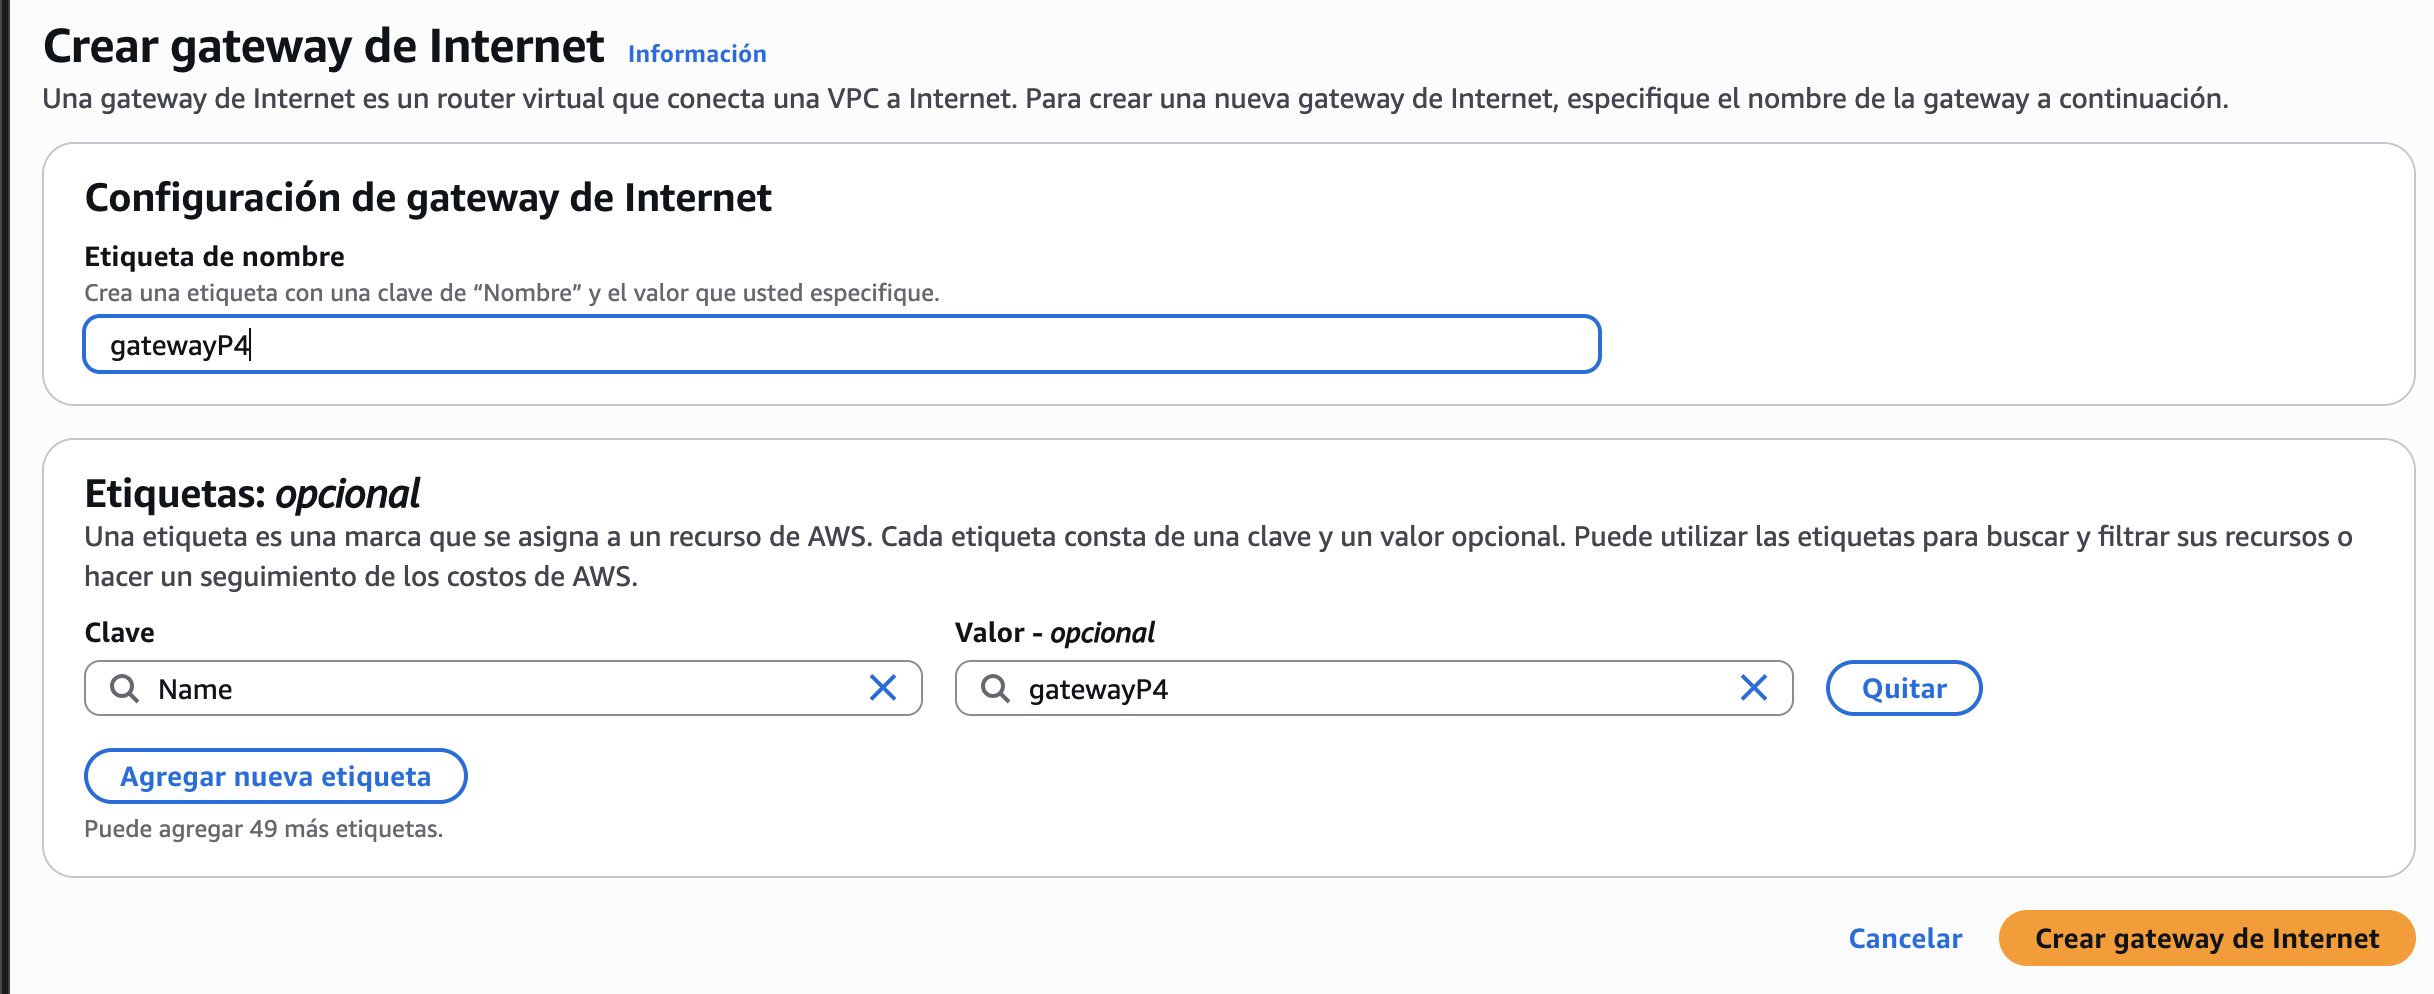 Crear gateway de Internet Información
Una gateway de Internet es un router virtual que conecta una VPC a Internet. Para crear una nueva gateway de Internet, especifique el nombre de la gateway a continuación.
Configuración de gateway de Internet
Etiqueta de nombre
Crea una etiqueta con una clave de “Nombre” y el valor que usted especifique.
gatewayP4
Etiquetas: opcional
Una etiqueta es una marca que se asigna a un recurso de AWS. Cada etiqueta consta de una clave y un valor opcional. Puede utilizar las etiquetas para buscar y filtrar sus recursos o
hacer un seguimiento de los costos de AWS.
Clave Valor - opcional
Name gatewayP4 Quitar
Agregar nueva etiqueta
Puede agregar 49 más etiquetas.
Cancelar Crear gateway de Internet